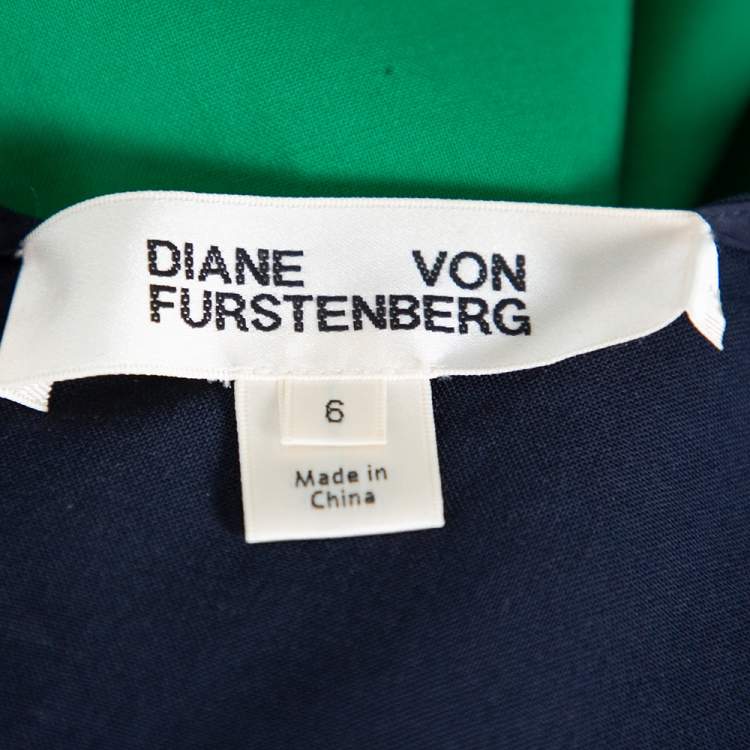 DIANE VON
FURSTENBERG
6
Made in
China